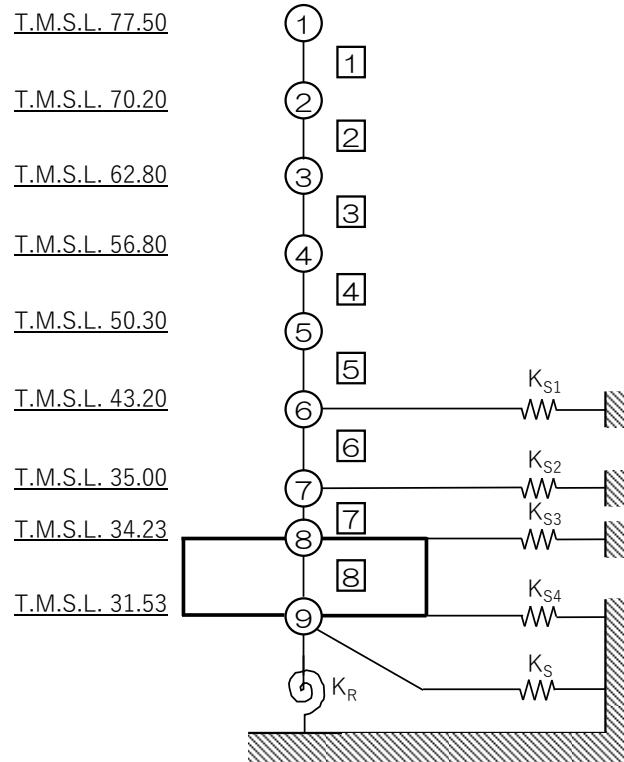 T.M.S.L. 77.50 1
1
T.M.S.L. 70.20 2
2
T.M.S.L. 62.80 3
3
T.M.S.L. 56.80 4
4
T.M.S.L. 50.30 5
5
KS1
T.M.S.L. 43.20 6
6
KS2
T.M.S.L. 35.00 7
KS3
7
T.M.S.L. 34.23 8
8
KS4
T.M.S.L. 31.53 9
KS
KR